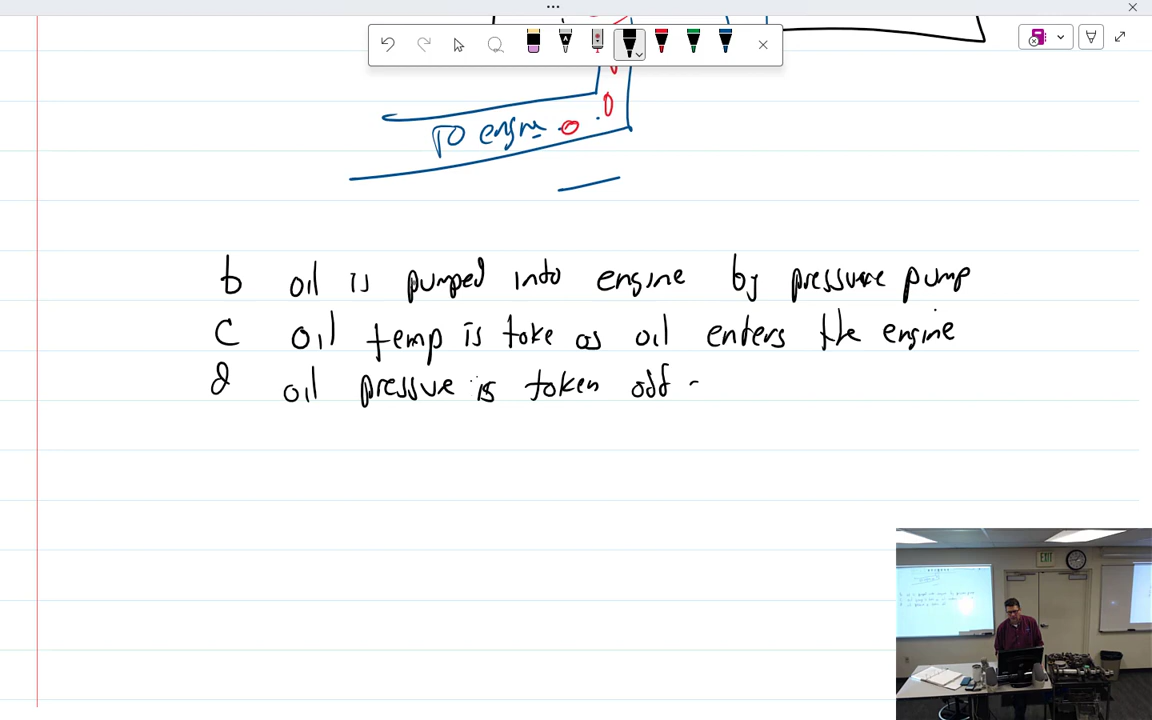 To engine
b oil is pumped into engine by pressure pump
c oil temp is take as oil enters the engine
d oil pressure is taken off
EXIT